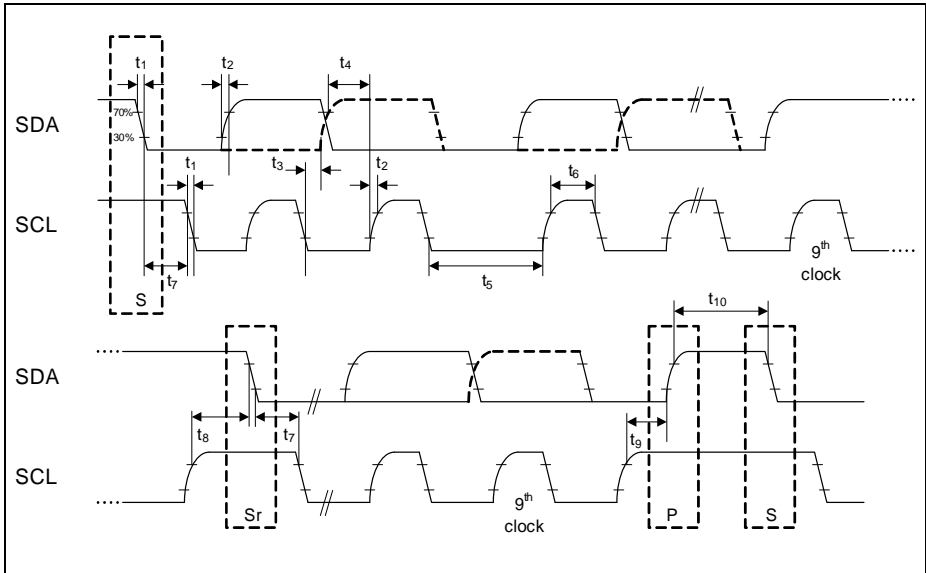 t1 t2 t4
SDA 70%
30%
t1 t3 t2 t6
SCL
t7 t5 9th
clock
S
t10
SDA
t8 t7 t9
SCL
9th
clock
Sr P S